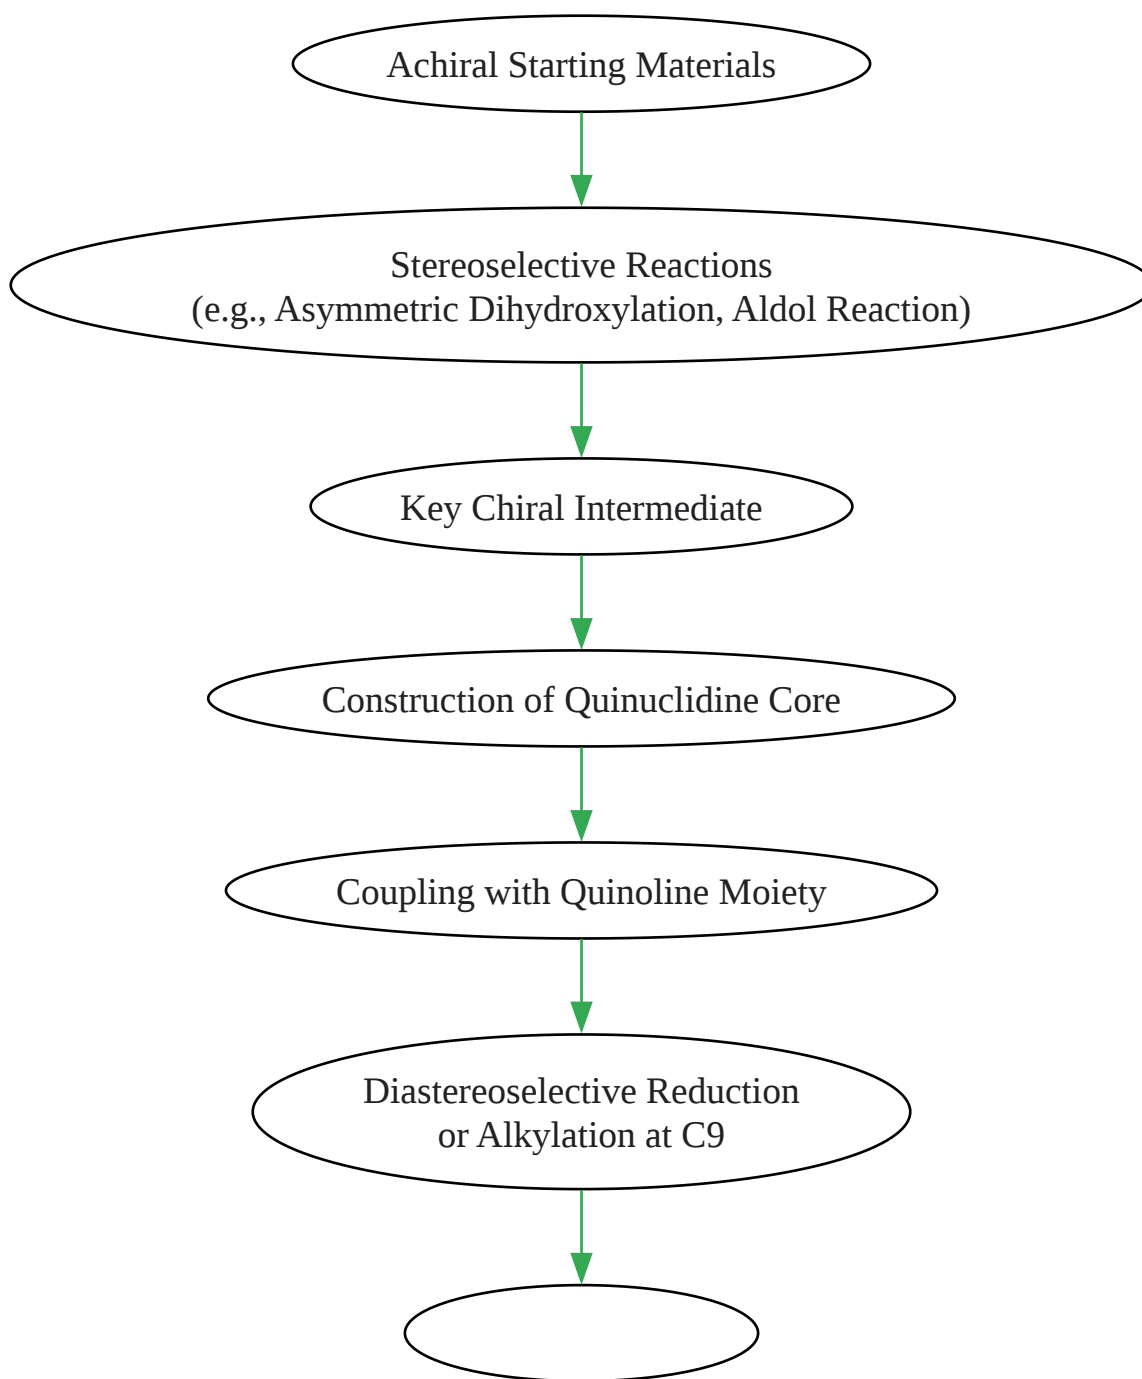 Achiral Starting Materials
Stereoselective Reactions
(e.g., Asymmetric Dihydroxylation, Aldol Reaction)
Key Chiral Intermediate
Construction of Quinuclidine Core
Coupling with Quinoline Moiety
Diastereoselective Reduction
or Alkylation at C9